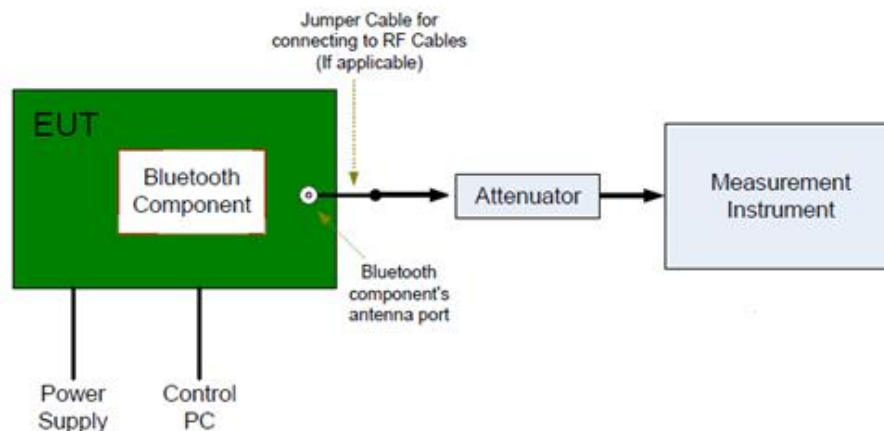 Jumper Cable for
connecting to RF Cables
(If applicable)
EUT
Bluetooth
Component
Attenuator
Measurement
Instrument
Bluetooth
component's
antenna port
Power
Supply
Control
PC